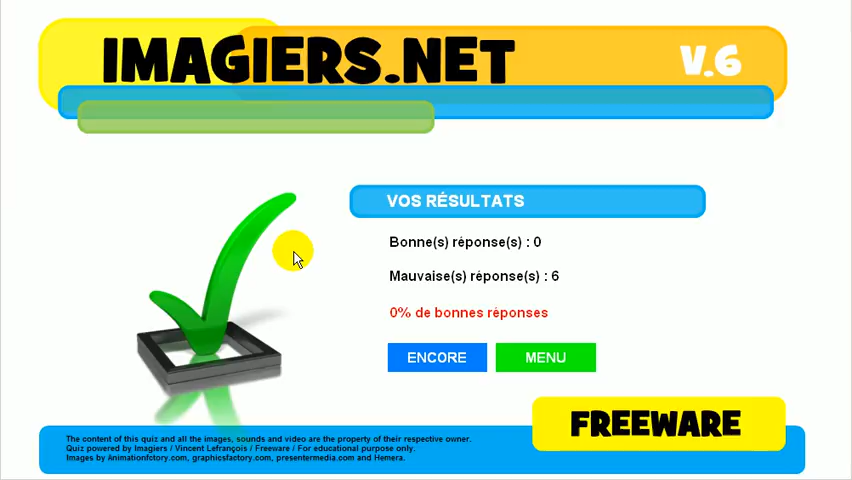 IMAGIERS.NET
V.6
VOS RÉSULTATS
Bonne(s) réponse(s) : 0
Mauvaise(s) réponse(s) : 6
0% de bonnes réponses
ENCORE
MENU
FREEWARE
The content of this quiz and all the images, sounds and video are the property of their respective owner.
Quiz powered by Imagiers / Vincent Lefrançois / Freeware / For educational purpose only.
Images by Animationfctory.com, graphicsfactory.com, presentermedia.com and Hemera.